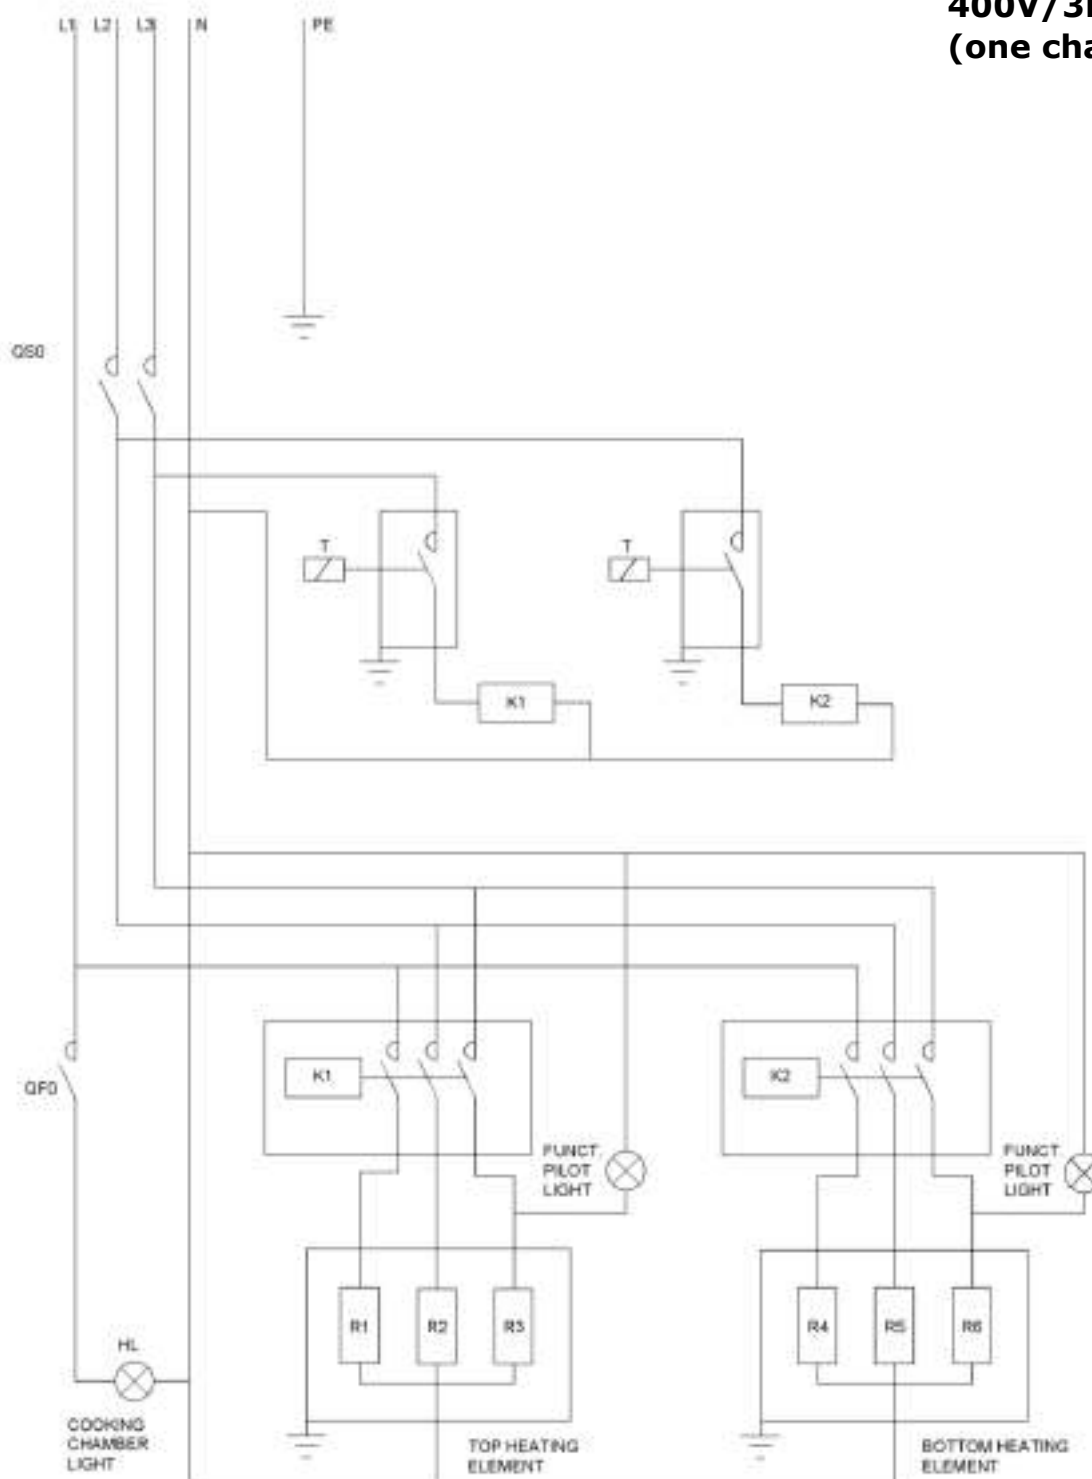 400V/3
(one cha
L1 L2 L3 N PE
QS0
T T
K1 K2
K1 K2
QF0
FUNCT
PILOT
LIGHT
FUNCT
PILOT
LIGHT
R1 R2 R3 R4 R5 R6
HL
COOKING
CHAMBER
LIGHT
TOP HEATING
ELEMENT
BOTTOM HEATING
ELEMENT